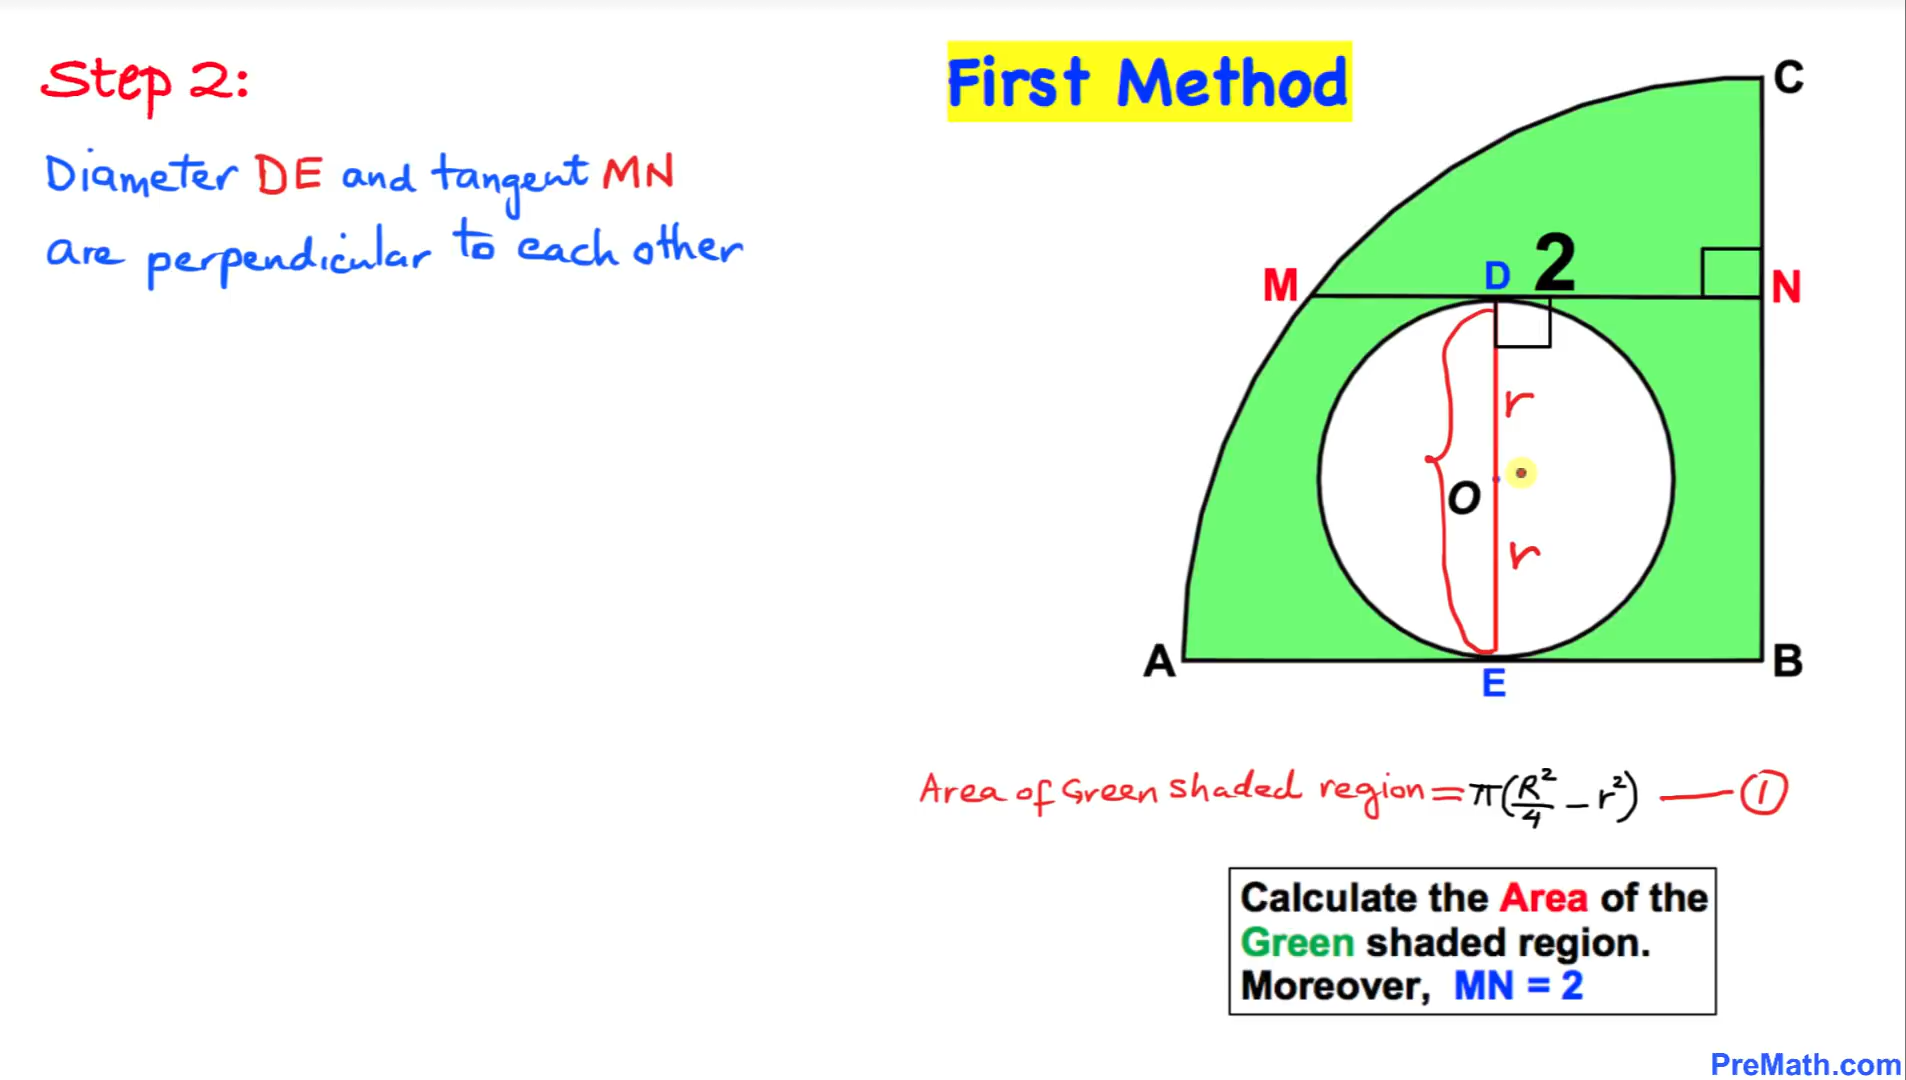 Step 2:
Diameter DE and tangent MN
are perpendicular to each other
First Method
C
M
D
2
N
r
O
r
A
B
E
Area of Green shaded region = π(R²/4 - r²) — ①
Calculate the Area of the
Green shaded region.
Moreover, MN = 2
PreMath.com